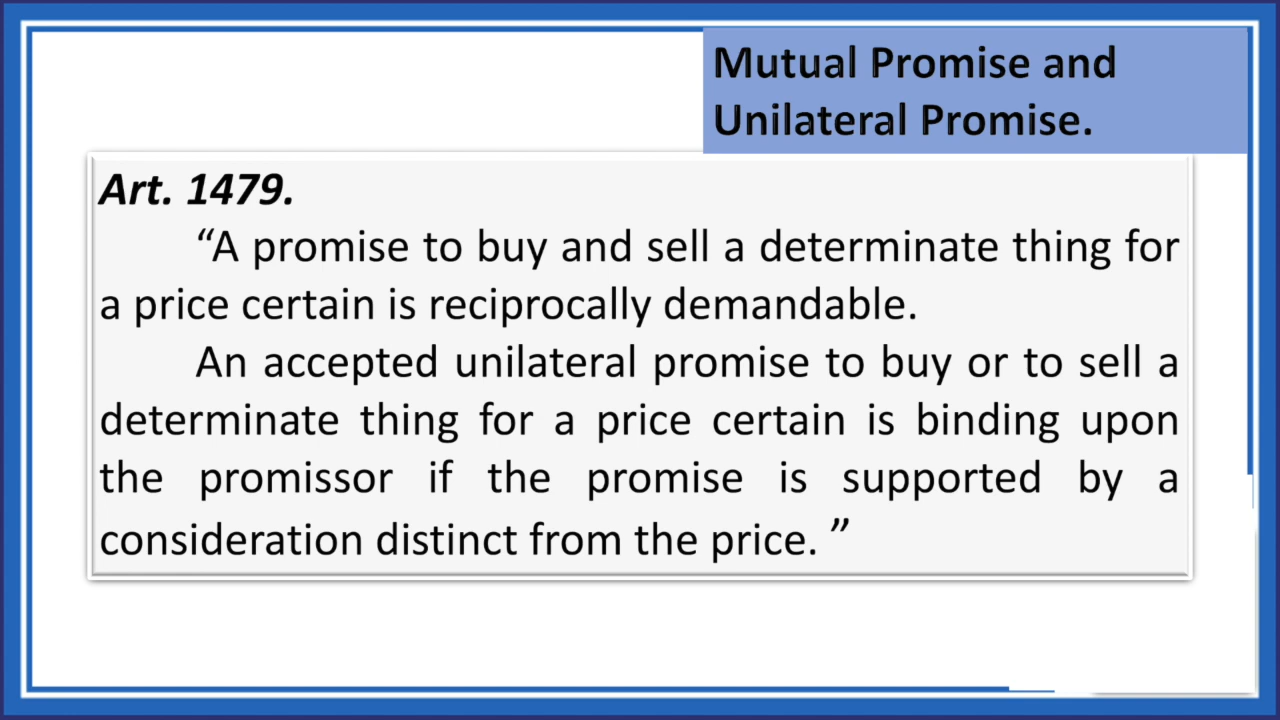 Mutual Promise and
Unilateral Promise.
Art. 1479.
“A promise to buy and sell a determinate thing for
a price certain is reciprocally demandable.
An accepted unilateral promise to buy or to sell a
determinate thing for a price certain is binding upon
the promissor if the promise is supported by a
consideration distinct from the price. ”